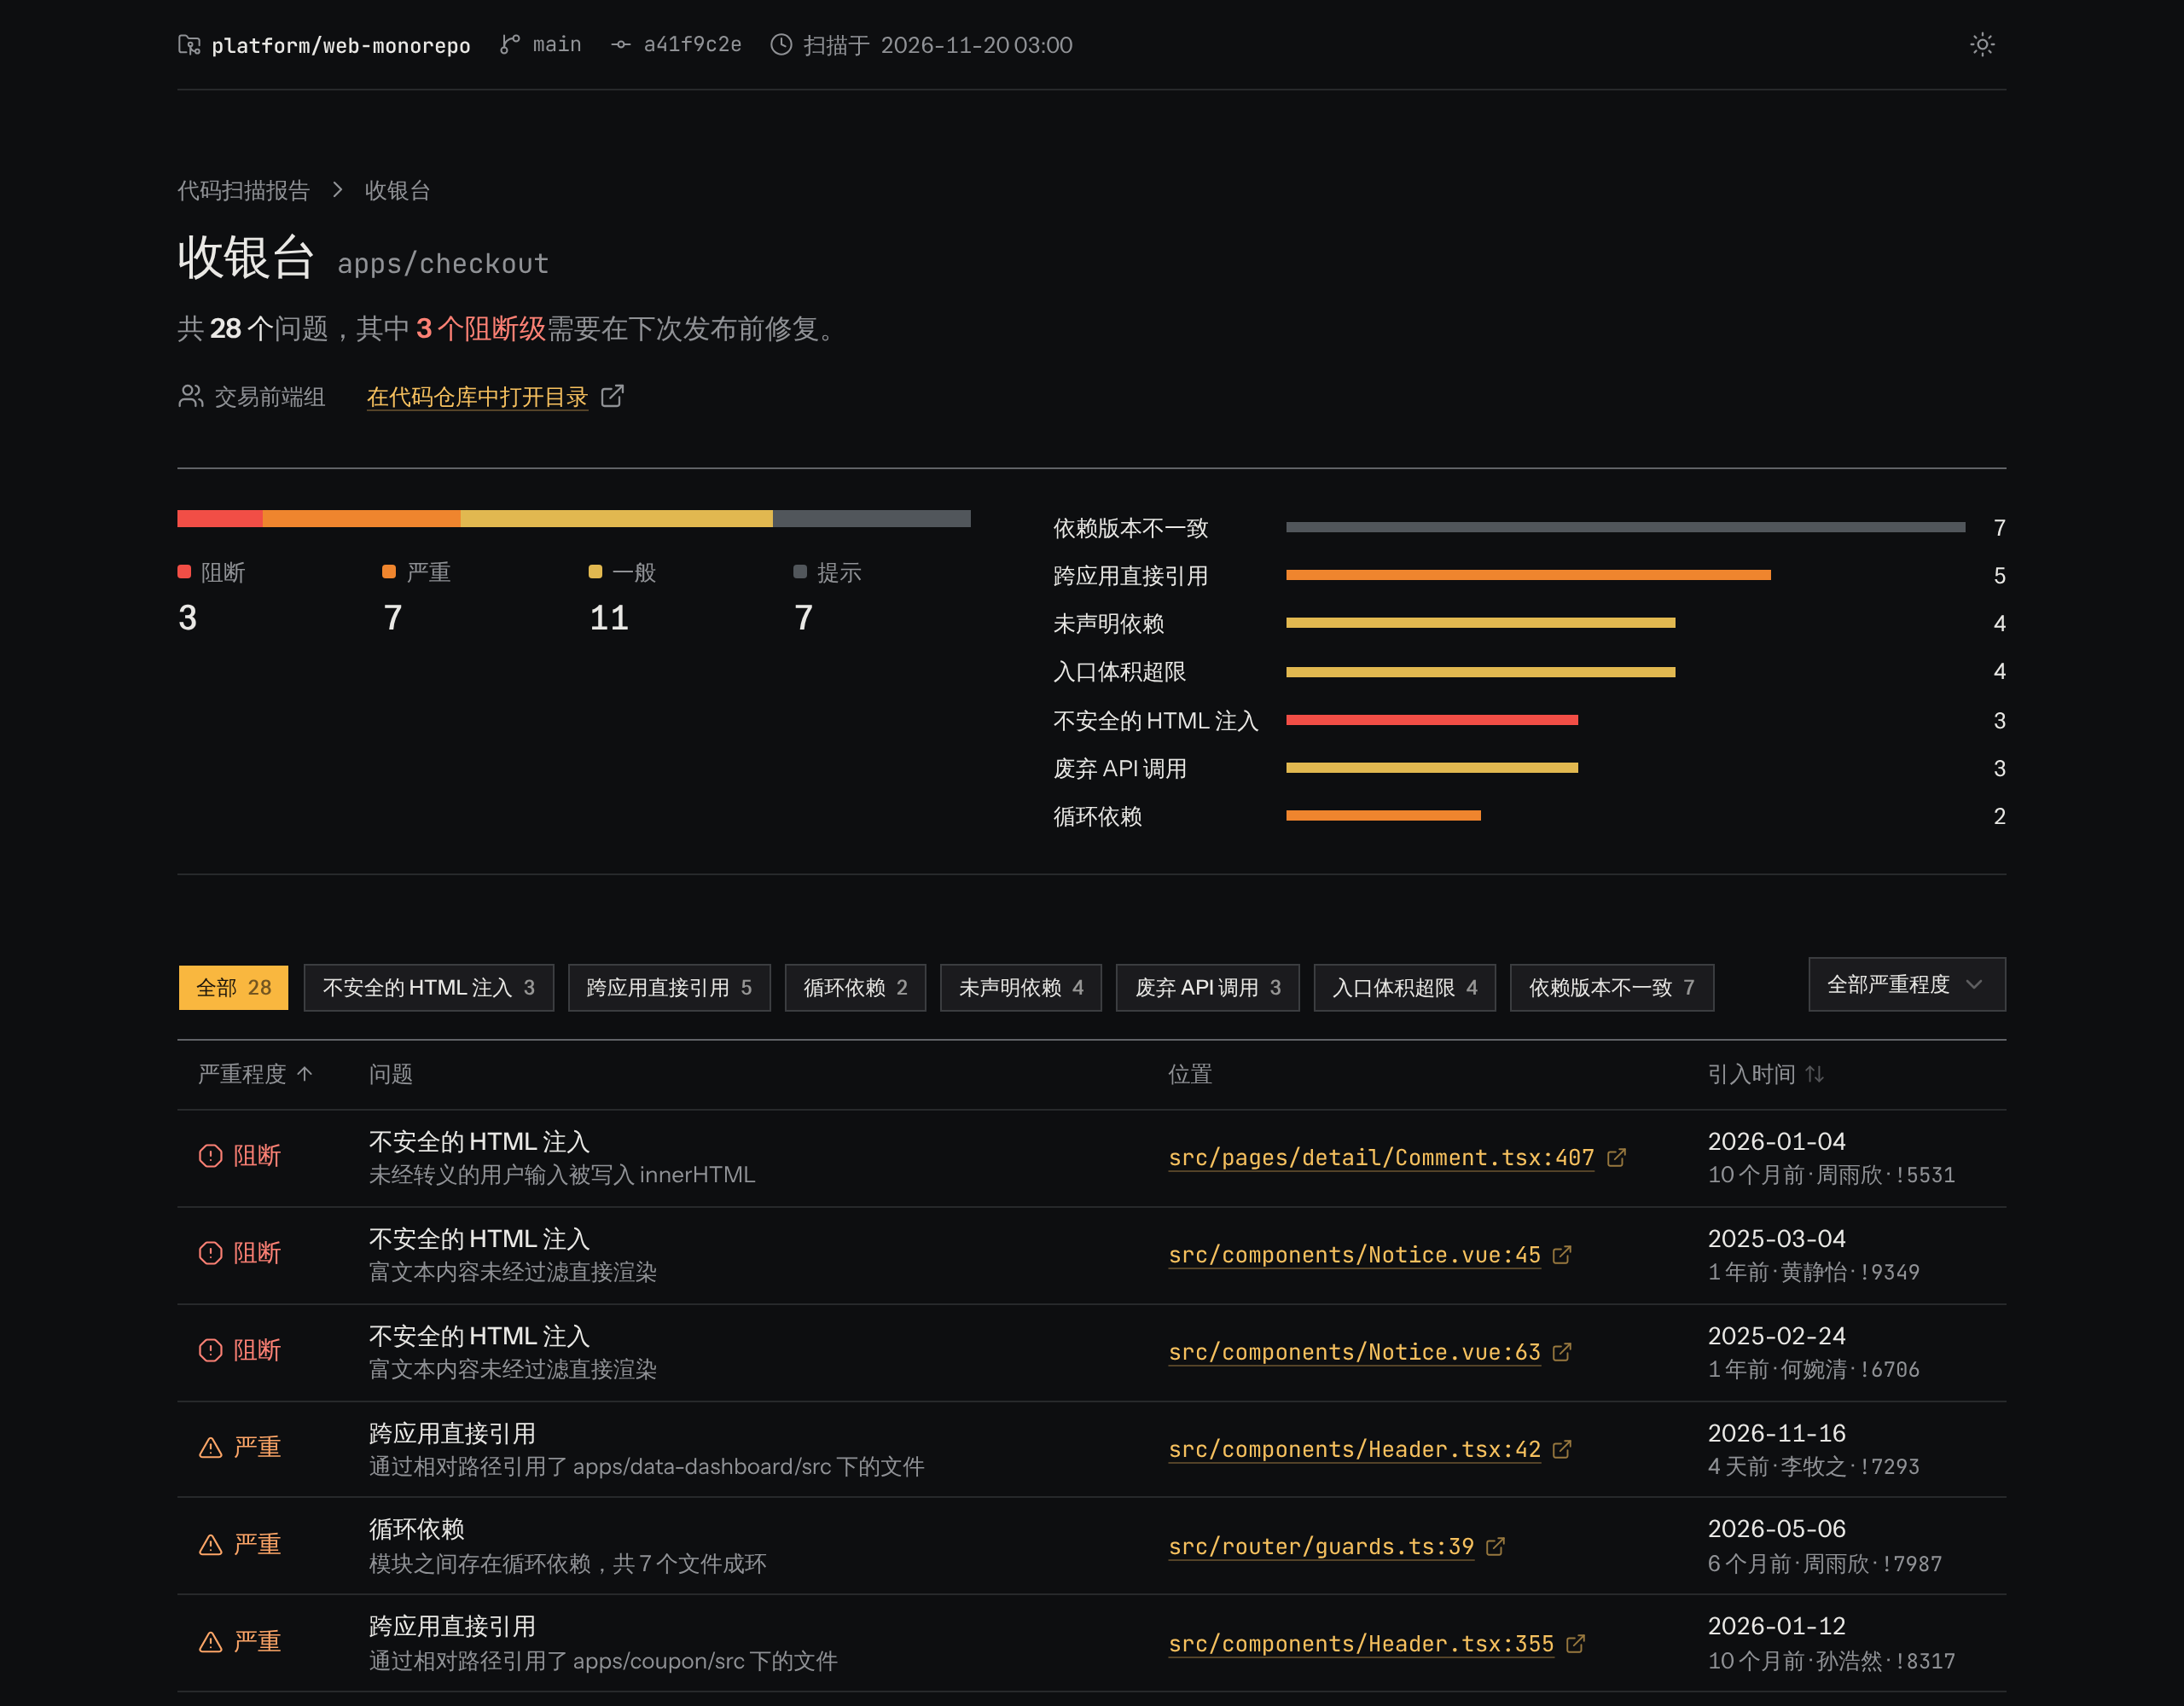 platform/web-monorepo main a41f9c2e 扫描于 2026-11-20 03:00
代码扫描报告 收银台
收银台 apps/checkout
共 28 个问题，其中 3 个阻断级需要在下次发布前修复。
交易前端组 在代码仓库中打开目录
阻断 严重 一般 提示
3 7 11 7
依赖版本不一致 7
跨应用直接引用 5
未声明依赖 4
入口体积超限 4
不安全的 HTML 注入 3
废弃 API 调用 3
循环依赖 2
全部 28 不安全的 HTML 注入 3 跨应用直接引用 5 循环依赖 2 未声明依赖 4 废弃 API 调用 3 入口体积超限 4 依赖版本不一致 7 全部严重程度
严重程度 问题 位置 引入时间
阻断 不安全的 HTML 注入 src/pages/detail/Comment.tsx:407 2026-01-04
未经转义的用户输入被写入 innerHTML 10 个月前 · 周雨欣 · !5531
阻断 不安全的 HTML 注入 src/components/Notice.vue:45 2025-03-04
富文本内容未经过滤直接渲染 1 年前 · 黄静怡 · !9349
阻断 不安全的 HTML 注入 src/components/Notice.vue:63 2025-02-24
富文本内容未经过滤直接渲染 1 年前 · 何婉清 · !6706
严重 跨应用直接引用 src/components/Header.tsx:42 2026-11-16
通过相对路径引用了 apps/data-dashboard/src 下的文件 4 天前 · 李牧之 · !7293
严重 循环依赖 src/router/guards.ts:39 2026-05-06
模块之间存在循环依赖，共 7 个文件成环 6 个月前 · 周雨欣 · !7987
严重 跨应用直接引用 src/components/Header.tsx:355 2026-01-12
通过相对路径引用了 apps/coupon/src 下的文件 10 个月前 · 孙浩然 · !8317